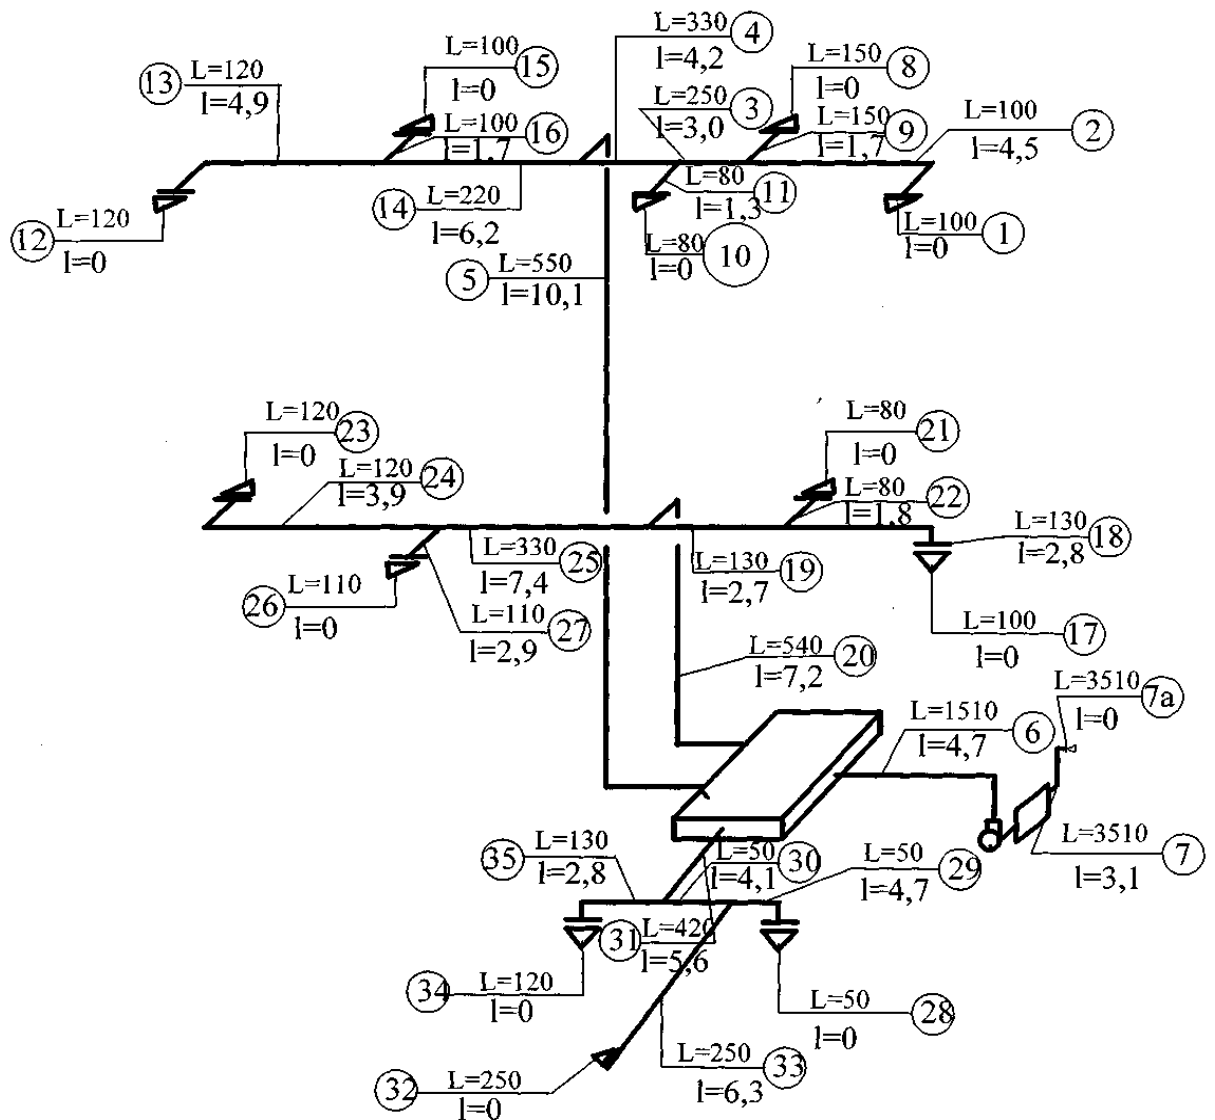 L=330
4
l=4,2
L=100
15
l=0
L=150
8
l=0
13
L=120
l=4,9
L=250
3
l=3,0
L=100
16
l=1,7
L=150
9
l=1,7
L=100
2
l=4,5
L=80
11
l=1,3
14
L=220
l=6,2
12
L=120
l=0
L=100
1
l=0
L=80
10
l=0
5
L=550
l=10,1
L=120
23
l=0
L=80
21
l=0
L=120
24
l=3,9
L=80
22
l=1,8
L=130
18
l=2,8
L=330
25
l=7,4
L=130
19
l=2,7
26
L=110
l=0
L=110
27
l=2,9
L=100
17
l=0
L=540
20
l=7,2
L=3510
7a
l=0
L=1510
6
l=4,7
35
L=130
l=2,8
L=50
30
l=4,1
L=50
29
l=4,7
L=3510
7
l=3,1
31
L=420
l=5,6
34
L=120
l=0
L=50
28
l=0
L=250
33
l=6,3
32
L=250
l=0